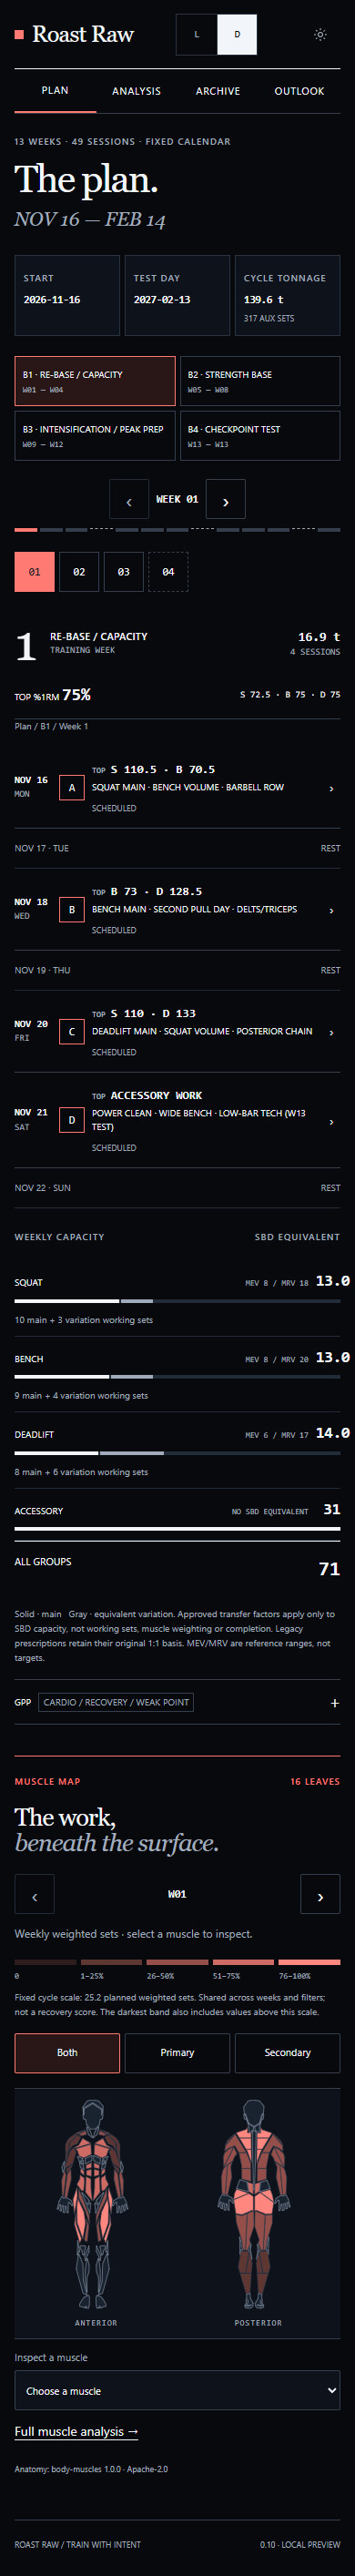 Roast Raw
L D
PLAN ANALYSIS ARCHIVE OUTLOOK
13 WEEKS · 49 SESSIONS · FIXED CALENDAR
The plan.
NOV 16 — FEB 14
START
2026-11-16
TEST DAY
2027-02-13
CYCLE TONNAGE
139.6 t
317 AUX SETS
B1 · RE-BASE / CAPACITY
W01 — W04
B2 · STRENGTH BASE
W05 — W08
B3 · INTENSIFICATION / PEAK PREP
W09 — W12
B4 · CHECKPOINT TEST
W13 — W13
‹ WEEK 01 ›
01 02 03 04
1
RE-BASE / CAPACITY
TRAINING WEEK
16.9 t
4 SESSIONS
TOP %1RM 75%
S 72.5 · B 75 · D 75
Plan / B1 / Week 1
NOV 16
MON
A
TOP S 110.5 · B 70.5
SQUAT MAIN · BENCH VOLUME · BARBELL ROW
SCHEDULED
›
NOV 17 · TUE REST
NOV 18
WED
B
TOP B 73 · D 128.5
BENCH MAIN · SECOND PULL DAY · DELTS/TRICEPS
SCHEDULED
›
NOV 19 · THU REST
NOV 20
FRI
C
TOP S 110 · D 133
DEADLIFT MAIN · SQUAT VOLUME · POSTERIOR CHAIN
SCHEDULED
›
NOV 21
SAT
D
TOP ACCESSORY WORK
POWER CLEAN · WIDE BENCH · LOW-BAR TECH (W13
TEST)
SCHEDULED
›
NOV 22 · SUN REST
WEEKLY CAPACITY SBD EQUIVALENT
SQUAT MEV 8 / MRV 18 13.0
10 main + 3 variation working sets
BENCH MEV 8 / MRV 20 13.0
9 main + 4 variation working sets
DEADLIFT MEV 6 / MRV 17 14.0
8 main + 6 variation working sets
ACCESSORY NO SBD EQUIVALENT 31
ALL GROUPS 71
Solid · main Gray · equivalent variation. Approved transfer factors apply only to
SBD capacity, not working sets, muscle weighting or completion. Legacy
prescriptions retain their original 1:1 basis. MEV/MRV are reference ranges, not
targets.
GPP CARDIO / RECOVERY / WEAK POINT +
MUSCLE MAP 16 LEAVES
The work,
beneath the surface.
‹ W01 ›
Weekly weighted sets · select a muscle to inspect.
0 1–25% 26–50% 51–75% 76–100%
Fixed cycle scale: 25.2 planned weighted sets. Shared across weeks and filters;
not a recovery score. The darkest band also includes values above this scale.
Both Primary Secondary
ANTERIOR POSTERIOR
Inspect a muscle
Choose a muscle
Full muscle analysis →
Anatomy: body-muscles 1.0.0 · Apache-2.0
ROAST RAW / TRAIN WITH INTENT 0.10 · LOCAL PREVIEW